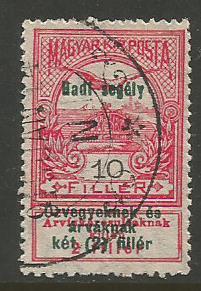 MAGYAR KIR. POSTA
Hadi segély
10
FILLÉR
Özvegyeknek és
árváknak
két (2) fillér